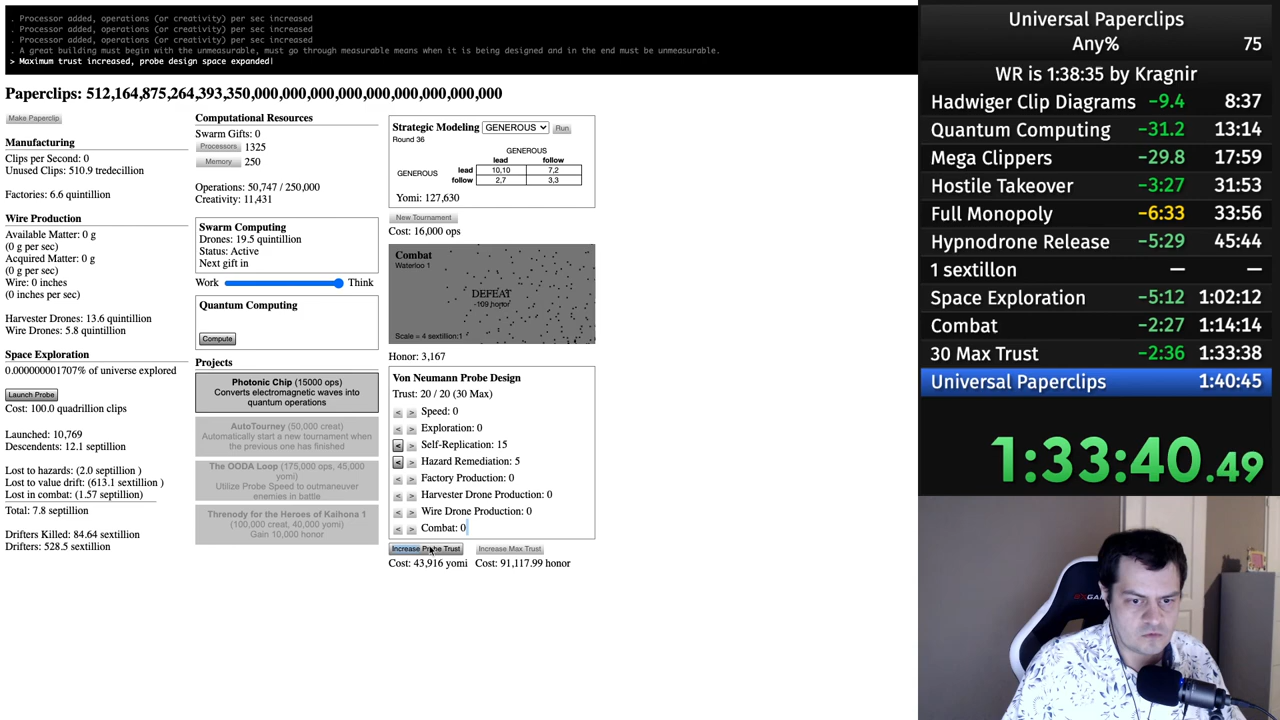 . Processor added, operations (or creativity) per sec increased
. Processor added, operations (or creativity) per sec increased
. Processor added, operations (or creativity) per sec increased
. A great building must begin with the unmeasurable, must go through measurable means when it is being designed and in the end must be unmeasurable.
> Maximum trust increased, probe design space expanded|
Paperclips: 512,164,875,264,393,350,000,000,000,000,000,000,000,000,000
Make Paperclip
Manufacturing
Clips per Second: 0
Unused Clips: 510.9 tredecillion
Factories: 6.6 quintillion
Wire Production
Available Matter: 0 g
(0 g per sec)
Acquired Matter: 0 g
(0 g per sec)
Wire: 0 inches
(0 inches per sec)
Harvester Drones: 13.6 quintillion
Wire Drones: 5.8 quintillion
Space Exploration
0.000000001707% of universe explored
Launch Probe
Cost: 100.0 quadrillion clips
Launched: 10,769
Descendents: 12.1 septillion
Lost to hazards: (2.0 septillion )
Lost to value drift: (613.1 sextillion )
Lost in combat: (1.57 septillion)
Total: 7.8 septillion
Drifters Killed: 84.64 sextillion
Drifters: 528.5 sextillion
Computational Resources
Swarm Gifts: 0
Processors 1325
Memory 250
Operations: 50,747 / 250,000
Creativity: 11,431
Swarm Computing
Drones: 19.5 quintillion
Status: Active
Next gift in
Work Think
Quantum Computing
Compute
Projects
Photonic Chip (15000 ops)
Converts electromagnetic waves into
quantum operations
AutoTourney (50,000 creat)
Automatically start a new tournament when
the previous one has finished
The OODA Loop (175,000 ops, 45,000
yomi)
Utilize Probe Speed to outmaneuver
enemies in battle
Threnody for the Heroes of Kaihona 1
(100,000 creat, 40,000 yomi)
Gain 10,000 honor
Strategic Modeling GENEROUS Run
Round 36
GENEROUS
lead follow
GENEROUS
lead 10,10 7,2
follow 2,7 3,3
Yomi: 127,630
New Tournament
Cost: 16,000 ops
Combat
Waterloo 1
DEFEAT
-109 honor
Scale = 4 sextillion:1
Honor: 3,167
Von Neumann Probe Design
Trust: 20 / 20 (30 Max)
< > Speed: 0
< > Exploration: 0
< > Self-Replication: 15
< > Hazard Remediation: 5
< > Factory Production: 0
< > Harvester Drone Production: 0
< > Wire Drone Production: 0
< > Combat: 0
Increase Probe Trust Increase Max Trust
Cost: 43,916 yomi Cost: 91,117.99 honor
Universal Paperclips
Any% 75
WR is 1:38:35 by Kragnir
Hadwiger Clip Diagrams −9.4 8:37
Quantum Computing −31.2 13:14
Mega Clippers −29.8 17:59
Hostile Takeover −3:27 31:53
Full Monopoly −6:33 33:56
Hypnodrone Release −5:29 45:44
1 sextillon — —
Space Exploration −5:12 1:02:12
Combat −2:27 1:14:14
30 Max Trust −2:36 1:33:38
Universal Paperclips 1:40:45
1:33:40.49